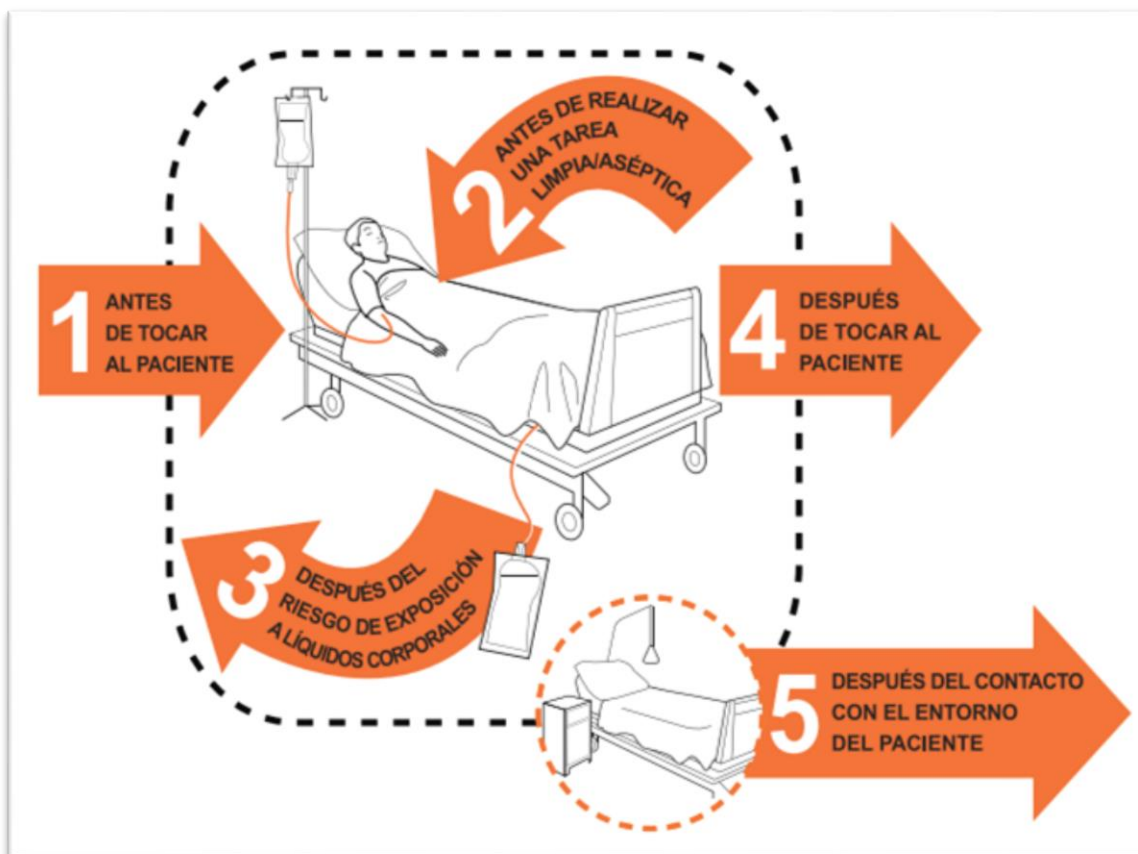 1
ANTES
DE TOCAR
AL PACIENTE
2
ANTES DE REALIZAR
UNA TAREA
LIMPIA/ASÉPTICA
3
DESPUÉS DEL
RIESGO DE EXPOSICIÓN
A LÍQUIDOS CORPORALES
4
DESPUÉS
DE TOCAR AL
PACIENTE
5
DESPUÉS DEL CONTACTO
CON EL ENTORNO
DEL PACIENTE